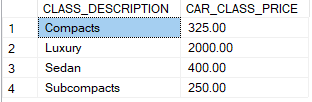 CLASS_DESCRIPTION CAR_CLASS_PRICE
1 Compacts 325.00
2 Luxury 2000.00
3 Sedan 400.00
4 Subcompacts 250.00